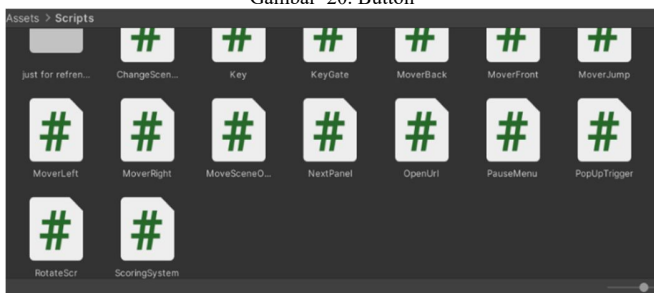 Gambar 20. Button
Assets > Scripts
just for refren... ChangeScen... Key KeyGate MoverBack MoverFront MoverJump
MoverLeft MoverRight MoveSceneO... NextPanel OpenUrl PauseMenu PopUpTrigger
RotateScr ScoringSystem